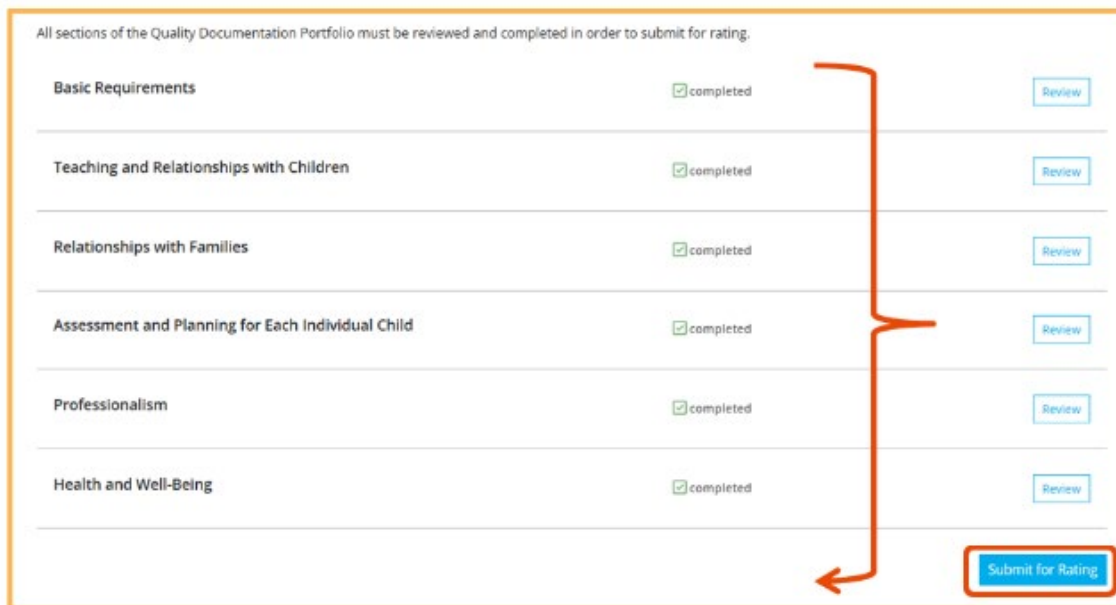 All sections of the Quality Documentation Portfolio must be reviewed and completed in order to submit for rating.
Basic Requirements completed Review
Teaching and Relationships with Children completed Review
Relationships with Families completed Review
Assessment and Planning for Each Individual Child completed Review
Professionalism completed Review
Health and Well-Being completed Review
Submit for Rating